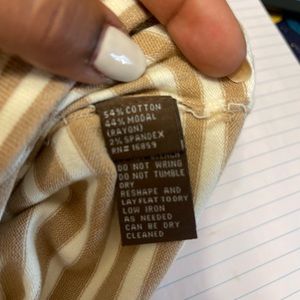 54% COTTON
44% MODAL
(RAYON)
2% SPANDEX
RN# 16859
DO NOT WRING
DO NOT TUMBLE
DRY
RESHAPE AND
LAY FLAT TO DRY
LOW IRON
AS NEEDED
CAN BE DRY
CLEANED